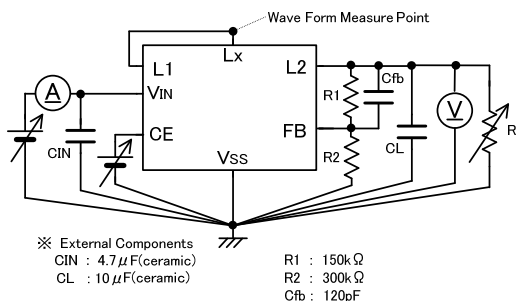 Wave Form Measure Point
Lx
L1
L2
A
VIN
CE
FB
VSS
CIN
R1
Cfb
R2
CL
V
R
※ External Components
CIN : 4.7μF(ceramic)
CL : 10μF(ceramic)
R1 : 150kΩ
R2 : 300kΩ
Cfb : 120pF